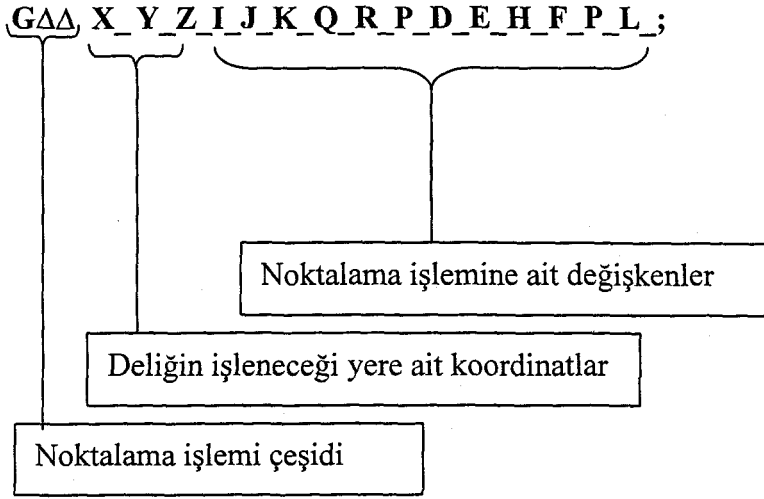 GΔΔ X_Y_Z_I_J_K_Q_R_P_D_E_H_F_P_L_;
Noktalama işlemine ait değişkenler
Deliğin işleneceği yere ait koordinatlar
Noktalama işlemi çeşidi